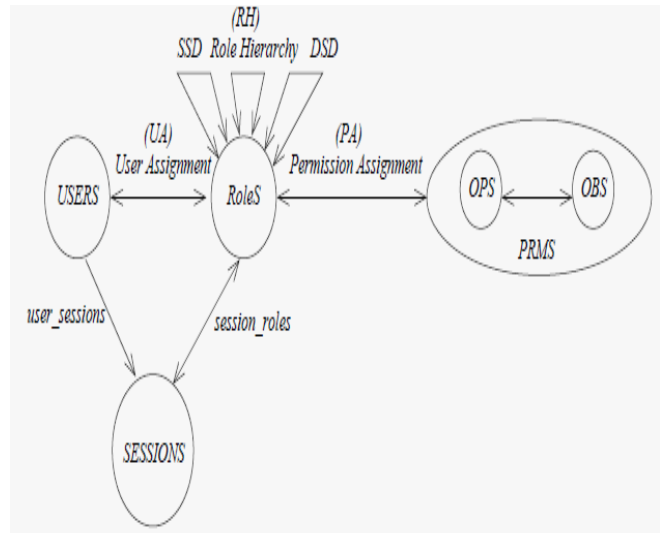 (RH)
SSD Role Hierarchy DSD
(UA)
User Assignment
(PA)
Permission Assignment
USERS
RoleS
OPS
OBS
PRMS
user_sessions
session_roles
SESSIONS